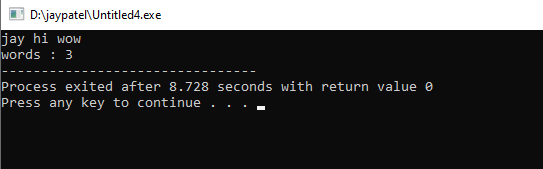 D:\jaypatel\Untitled4.exe
jay hi wow
words : 3
--------------------------------
Process exited after 8.728 seconds with return value 0
Press any key to continue . . .